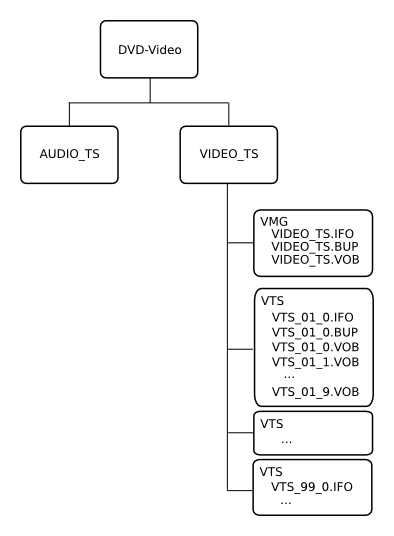 DVD-Video
AUDIO_TS
VIDEO_TS
VMG
VIDEO_TS.IFO
VIDEO_TS.BUP
VIDEO_TS.VOB
VTS
VTS_01_0.IFO
VTS_01_0.BUP
VTS_01_0.VOB
VTS_01_1.VOB
...
VTS_01_9.VOB
VTS
...
VTS
VTS_99_0.IFO
...